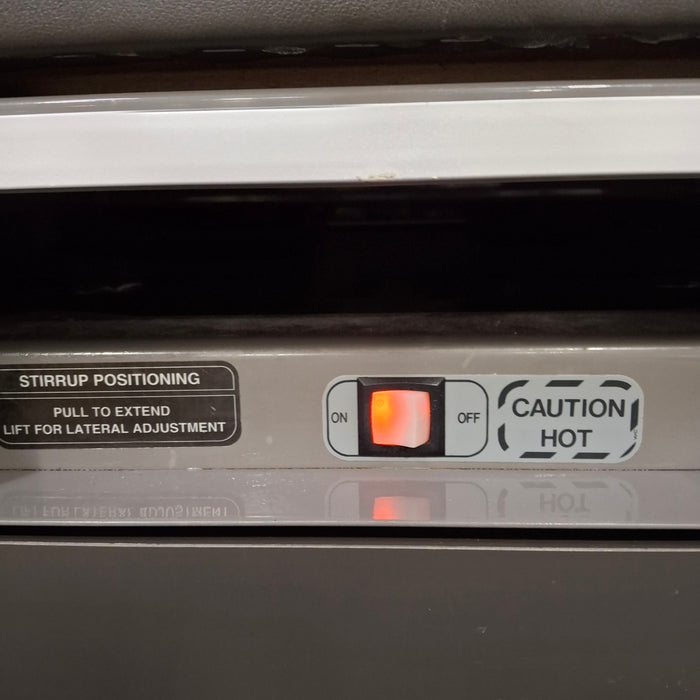 STIRRUP POSITIONING
PULL TO EXTEND
LIFT FOR LATERAL ADJUSTMENT
ON
OFF
CAUTION
HOT